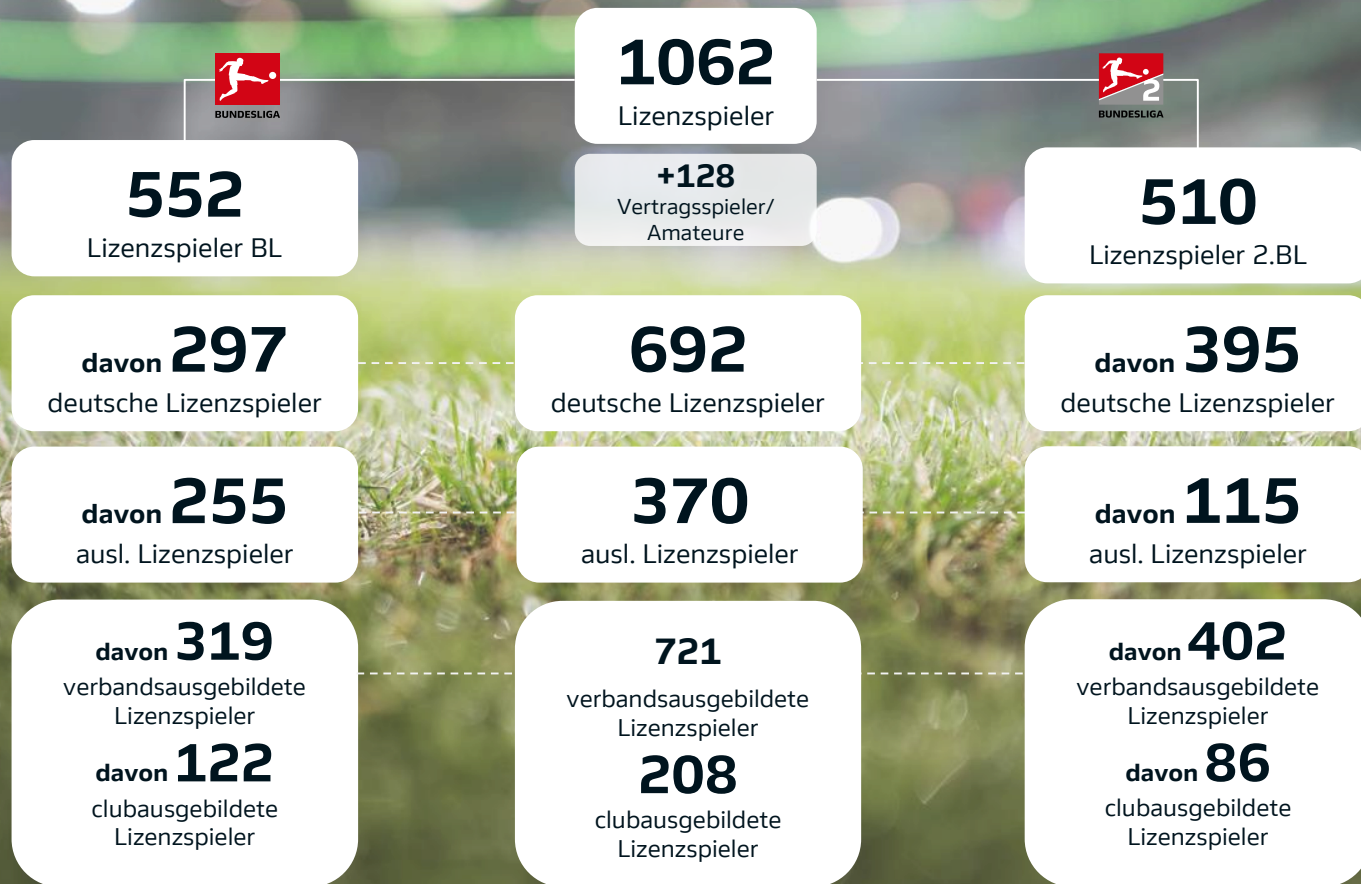 1062
Lizenzspieler
+128
Vertragsspieler/
Amateure
BUNDESLIGA
552
Lizenzspieler BL
2
BUNDESLIGA
510
Lizenzspieler 2.BL
davon 297
deutsche Lizenzspieler
692
deutsche Lizenzspieler
davon 395
deutsche Lizenzspieler
davon 255
ausl. Lizenzspieler
370
ausl. Lizenzspieler
davon 115
ausl. Lizenzspieler
davon 319
verbandsausgebildete
Lizenzspieler
davon 122
clubausgebildete
Lizenzspieler
721
verbandsausgebildete
Lizenzspieler
208
clubausgebildete
Lizenzspieler
davon 402
verbandsausgebildete
Lizenzspieler
davon 86
clubausgebildete
Lizenzspieler